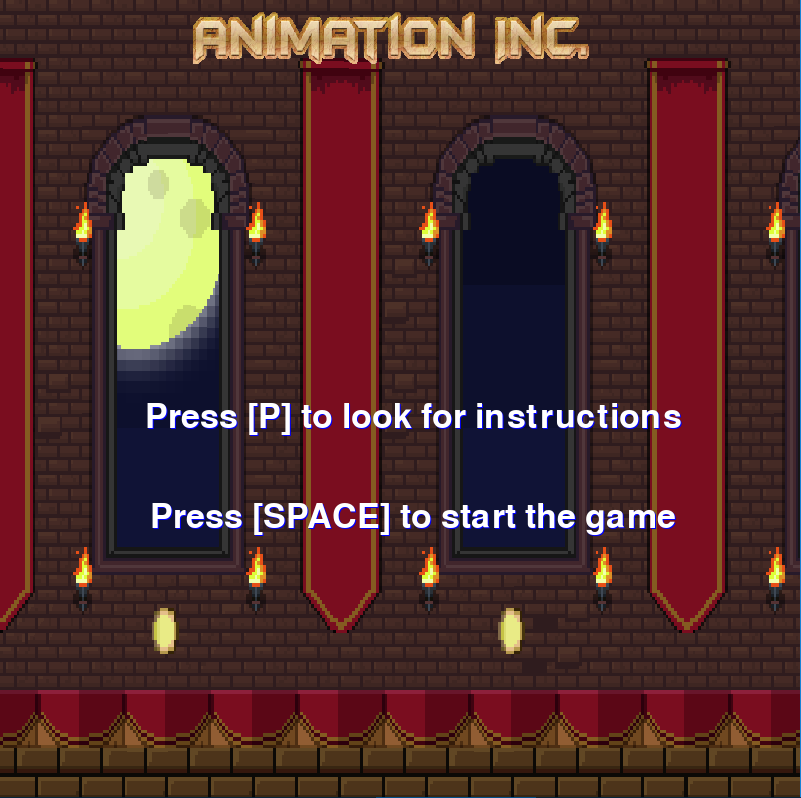 ANIMATION INC.
Press [P] to look for instructions
Press [SPACE] to start the game